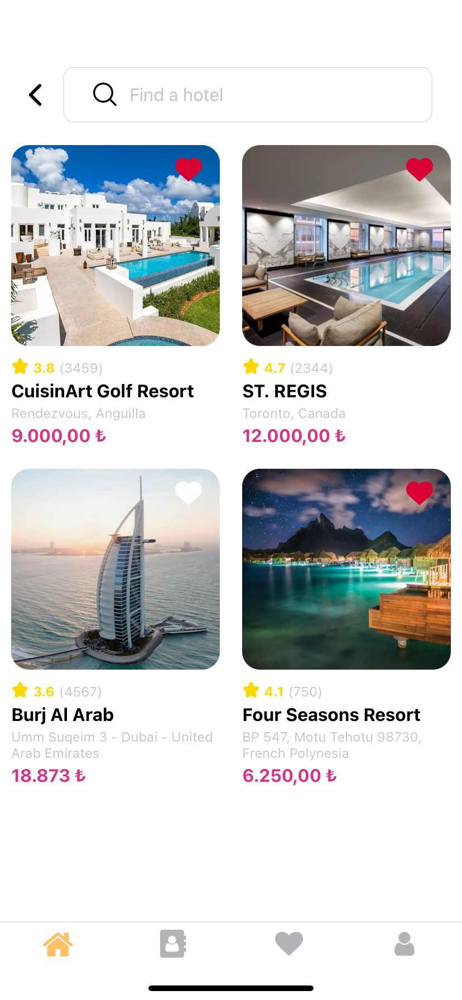 Find a hotel
3.8 (3459)
CuisinArt Golf Resort
Rendezvous, Anguilla
9.000,00 ₺
4.7 (2344)
ST. REGIS
Toronto, Canada
12.000,00 ₺
3.6 (4567)
Burj Al Arab
Umm Suqeim 3 - Dubai - United
Arab Emirates
18.873 ₺
4.1 (750)
Four Seasons Resort
BP 547, Motu Tehotu 98730,
French Polynesia
6.250,00 ₺